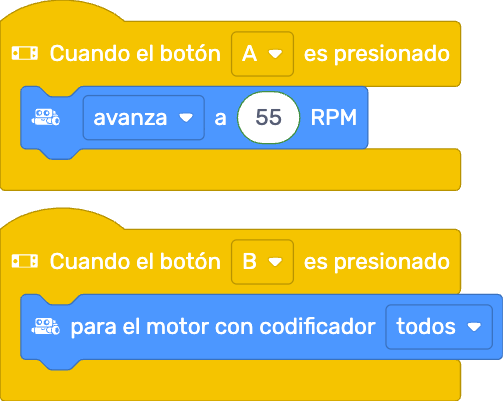 Cuando el botón A es presionado
avanza a 55 RPM
Cuando el botón B es presionado
para el motor con codificador todos